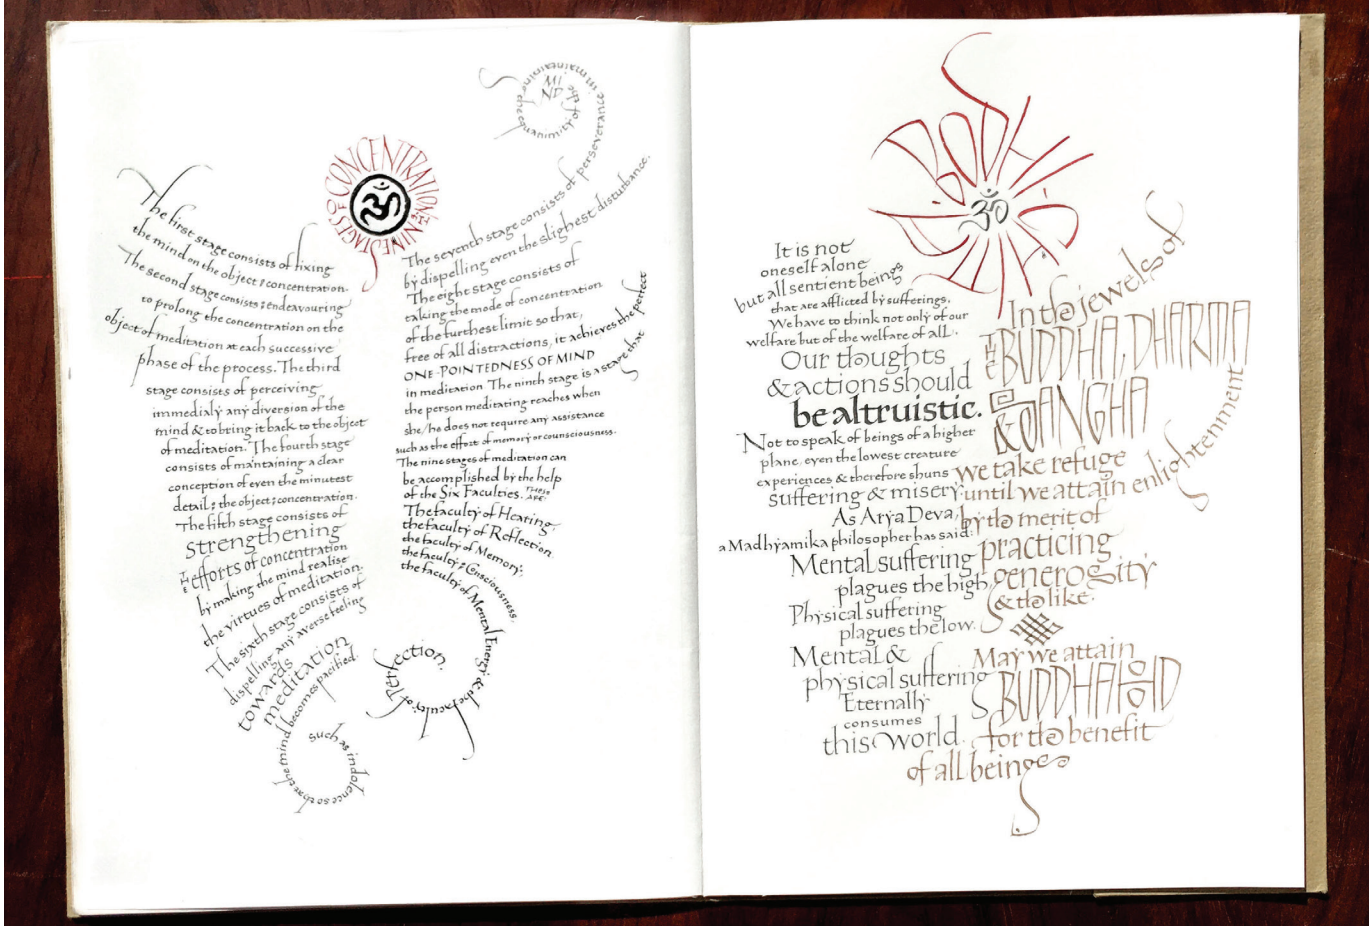 NINE STAGES OF CONCENTRATION
ॐ
The first stage consists of fixing
the mind on the object ; concentration.
The second stage consists ; endeavouring
to prolong the concentration on the
object of meditation at each successive
phase of the process. The third
stage consists of perceiving
immedialy any diversion of the
mind & to bring it back to the object
of meditation. The fourth stage
consists of maintaining a clear
conception of even the minutest
detail ; the object ; concentration.
The fifth stage consists of
strengthening
THE efforts of concentration
by making the mind realise
the virtues of meditation.
The sixth stage consists of
dispelling any averse feeling
towards
meditation
such as indolence so that the mind becomes pacified.
The seventh stage consists of perseverance in maintaining the equanimity of the
MIND
by dispelling even the slighest disturbance.
The eight stage consists of
taking the mode of concentration
of the furthest limit so that,
free of all distractions, it achieves the perfect
ONE-POINTEDNESS OF MIND
in meditation. The ninth stage is a stage that
the person meditating reaches when
she/he does not require any assistance
such as the effort of memory or counsciousness.
The nine stages of meditation can
be accomplished by the help
of the Six Faculties. THESE ARE:
The faculty of Hearing,
the faculty of Reflection
the faculty of Memory,
the faculty ; Consciousness,
the faculty of Mental Energy & the faculty of Perfection.
ॐ
It is not
oneself alone
but all sentient beings
that are afflicted by sufferings.
We have to think not only of our
welfare but of the welfare of all.
Our thoughts
& actions should
be altruistic.
Not to speak of beings of a higher
plane, even the lowest creature
experiences & therefore shuns
suffering & misery.
As Arya Deva,
a Madhyamika philosopher has said:
Mental suffering
plagues the high
Physical suffering
plagues the low.
Mental &
physical suffering
Eternally
consumes
this World.
In the jewels of
THE BUDDHA, DHARMA
& SANGHA
we take refuge
until we attain enlightenment
by the merit of
practicing
generosity
& the like.
May we attain
BUDDHAHOOD
for the benefit
of all beings.